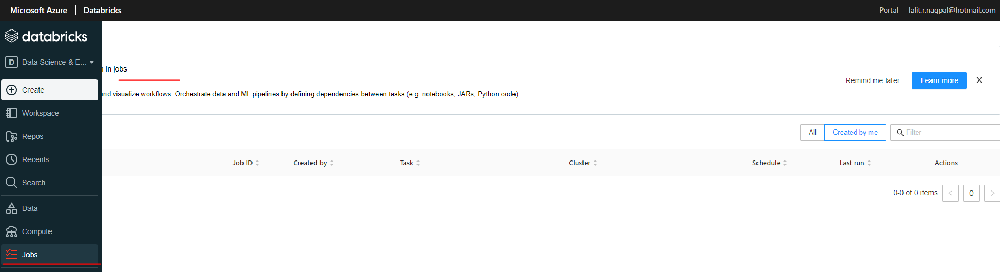 Microsoft Azure Databricks Portal lalit.r.nagpal@hotmail.com
databricks
D Data Science & E...
in jobs
Remind me later Learn more X
Create
and visualize workflows. Orchestrate data and ML pipelines by defining dependencies between tasks (e.g. notebooks, JARs, Python code).
Workspace
All Created by me Filter
Repos
Recents
Job ID Created by Task Cluster Schedule Last run Actions
Search
0-0 of 0 items < 0 >
Data
Compute
Jobs